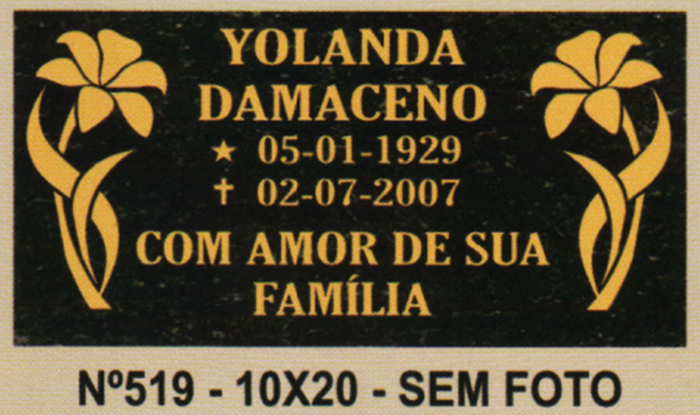 YOLANDA
DAMACENO
★ 05-01-1929
✝ 02-07-2007
COM AMOR DE SUA
FAMÍLIA
Nº519 - 10X20 - SEM FOTO